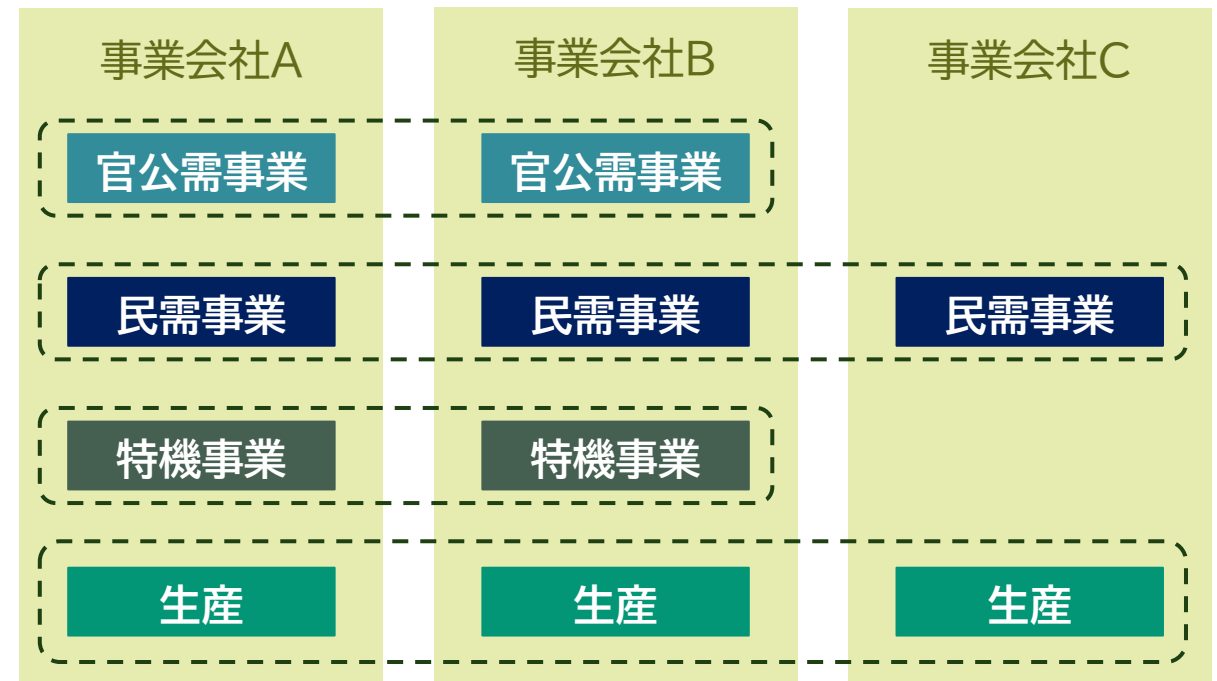 事業会社A
事業会社B
事業会社C
官公需事業
官公需事業
民需事業
民需事業
民需事業
特機事業
特機事業
生産
生産
生産